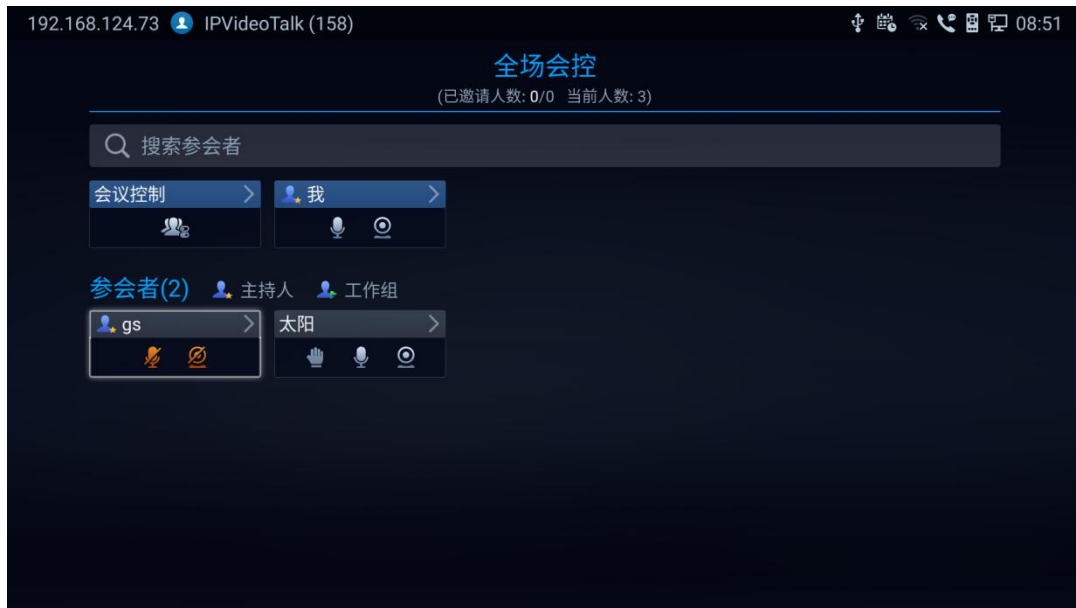 192.168.124.73 IPVideoTalk (158) 08:51
全场会控
(已邀请人数: 0/0 当前人数: 3)
搜索参会者
会议控制 我
参会者(2) 主持人 工作组
gs 太阳